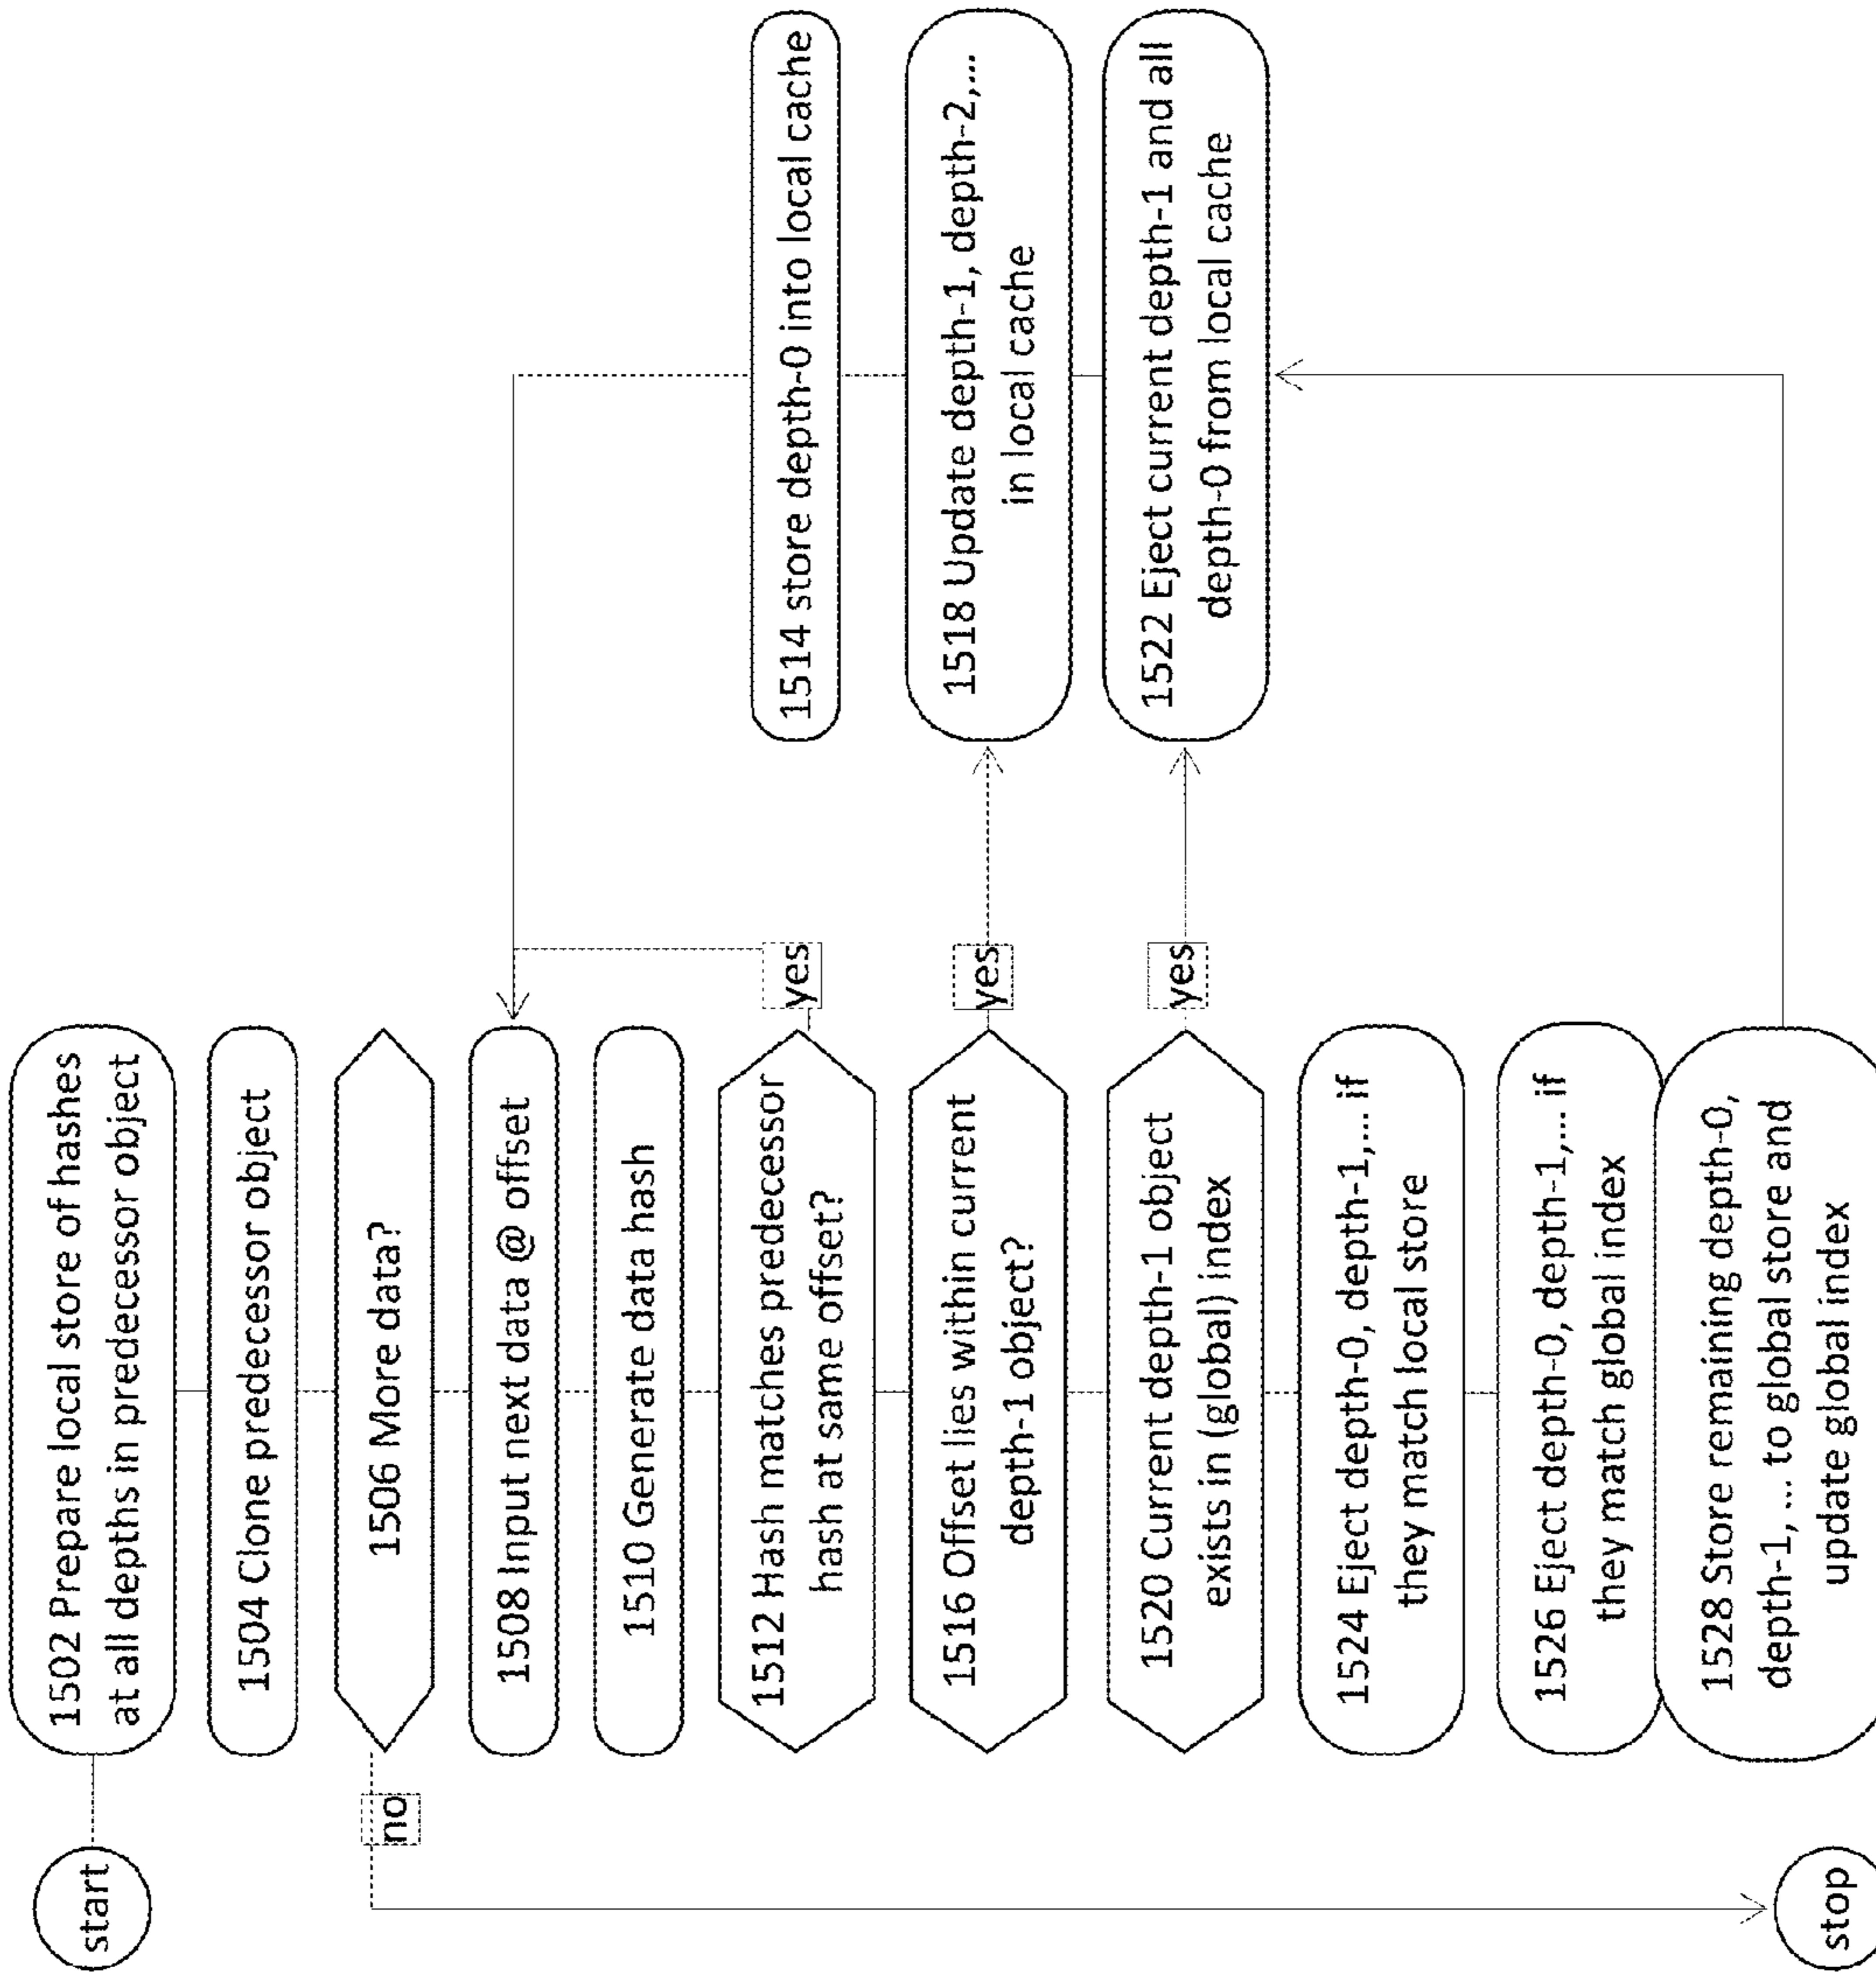 start
1502 Prepare local store of hashes
at all depths in predecessor object
1504 Clone predecessor object
1506 More data?
no
1508 Input next data @ offset
1510 Generate data hash
1512 Hash matches predecessor
hash at same offset?
yes
1514 store depth-0 into local cache
1516 Offset lies within current
depth-1 object?
yes
1518 Update depth-1, depth-2,...
in local cache
1520 Current depth-1 object
exists in (global) index
yes
1522 Eject current depth-1 and all
depth-0 from local cache
1524 Eject depth-0, depth-1,... if
they match local store
1526 Eject depth-0, depth-1,... if
they match global index
1528 Store remaining depth-0,
depth-1, ... to global store and
update global index
stop